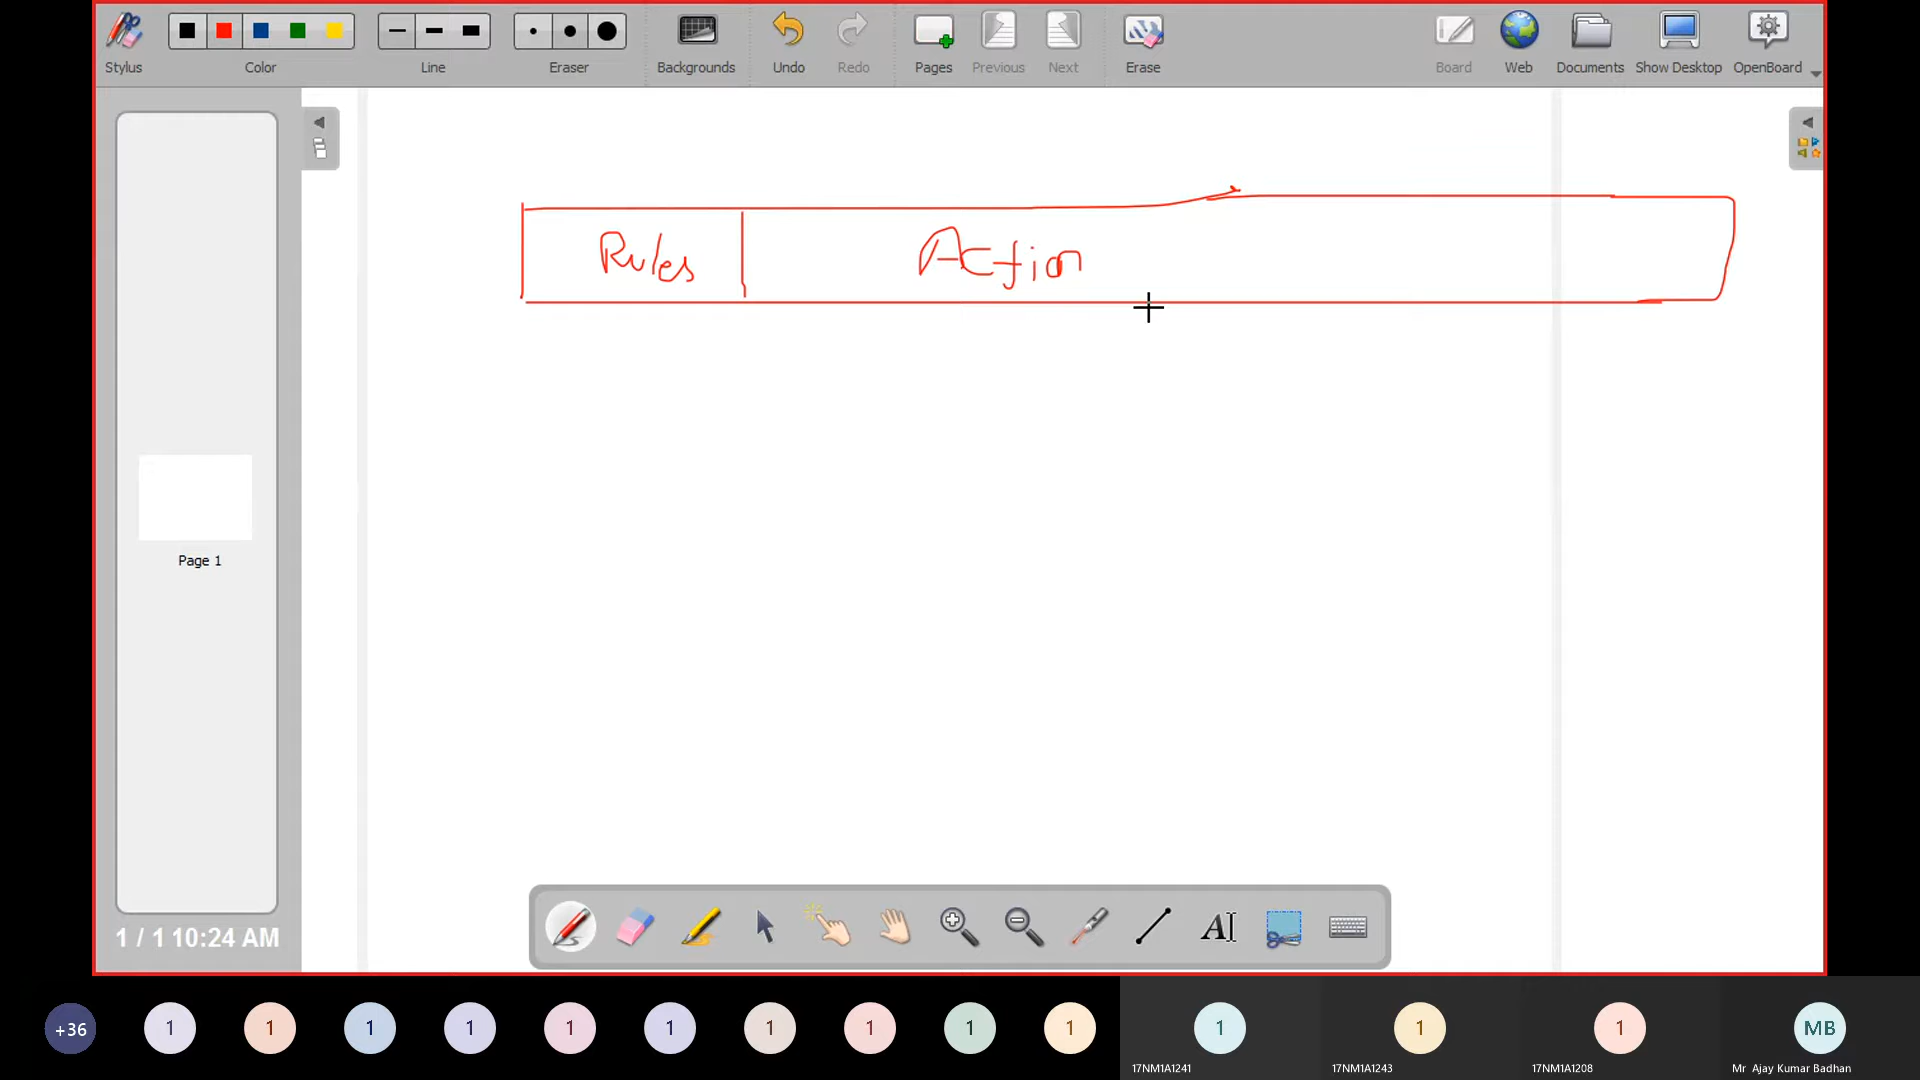 Stylus Color Line Eraser Backgrounds Undo Redo Pages Previous Next Erase Board Web Documents Show Desktop OpenBoard
Rules Action
Page 1
1 / 1 10:24 AM
A
+36 1 1 1 1 1 1 1 1 1 1 1 1 1 MB
17NM1A1241 17NM1A1243 17NM1A1208 Mr Ajay Kumar Badhan